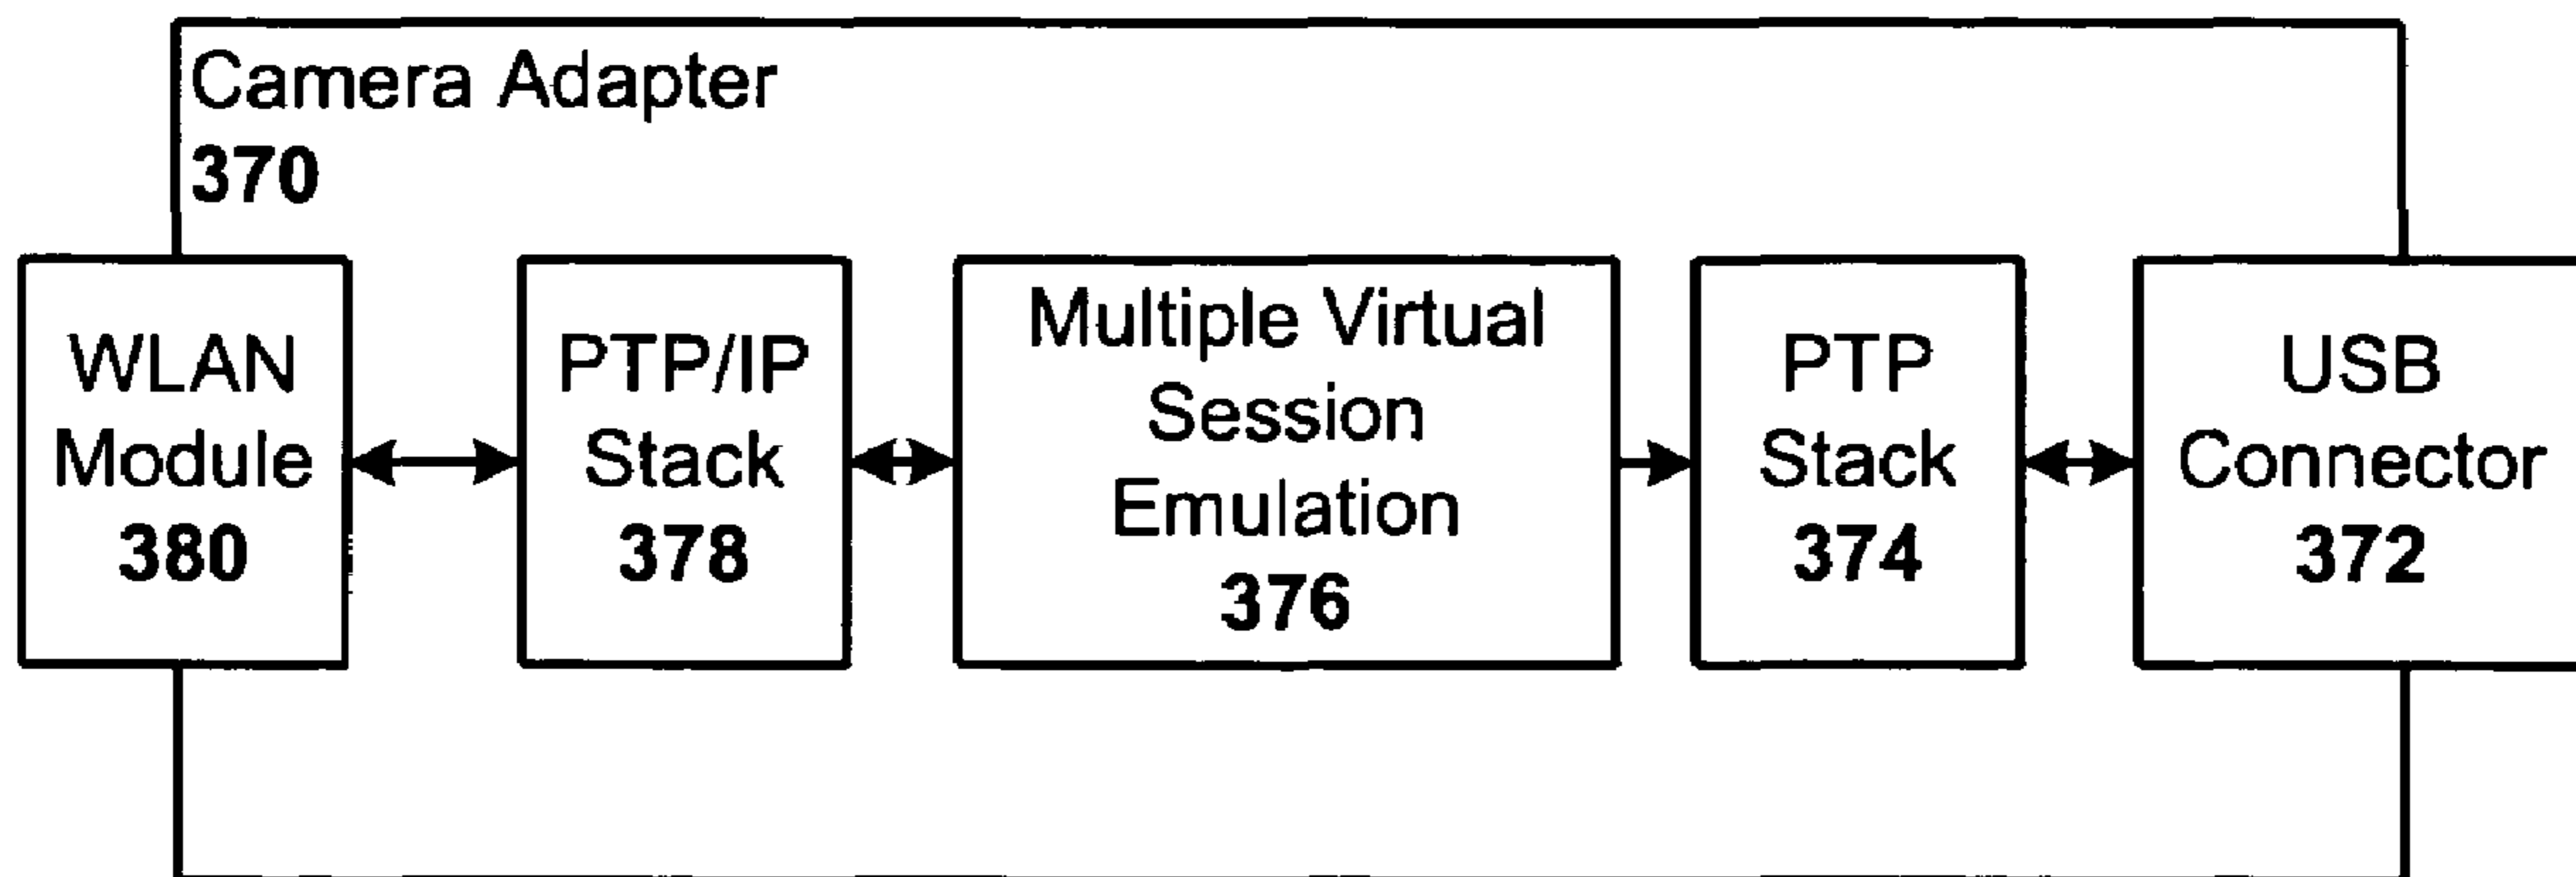 Camera Adapter
370
WLAN
Module
380
PTP/IP
Stack
378
Multiple Virtual
Session
Emulation
376
PTP
Stack
374
USB
Connector
372